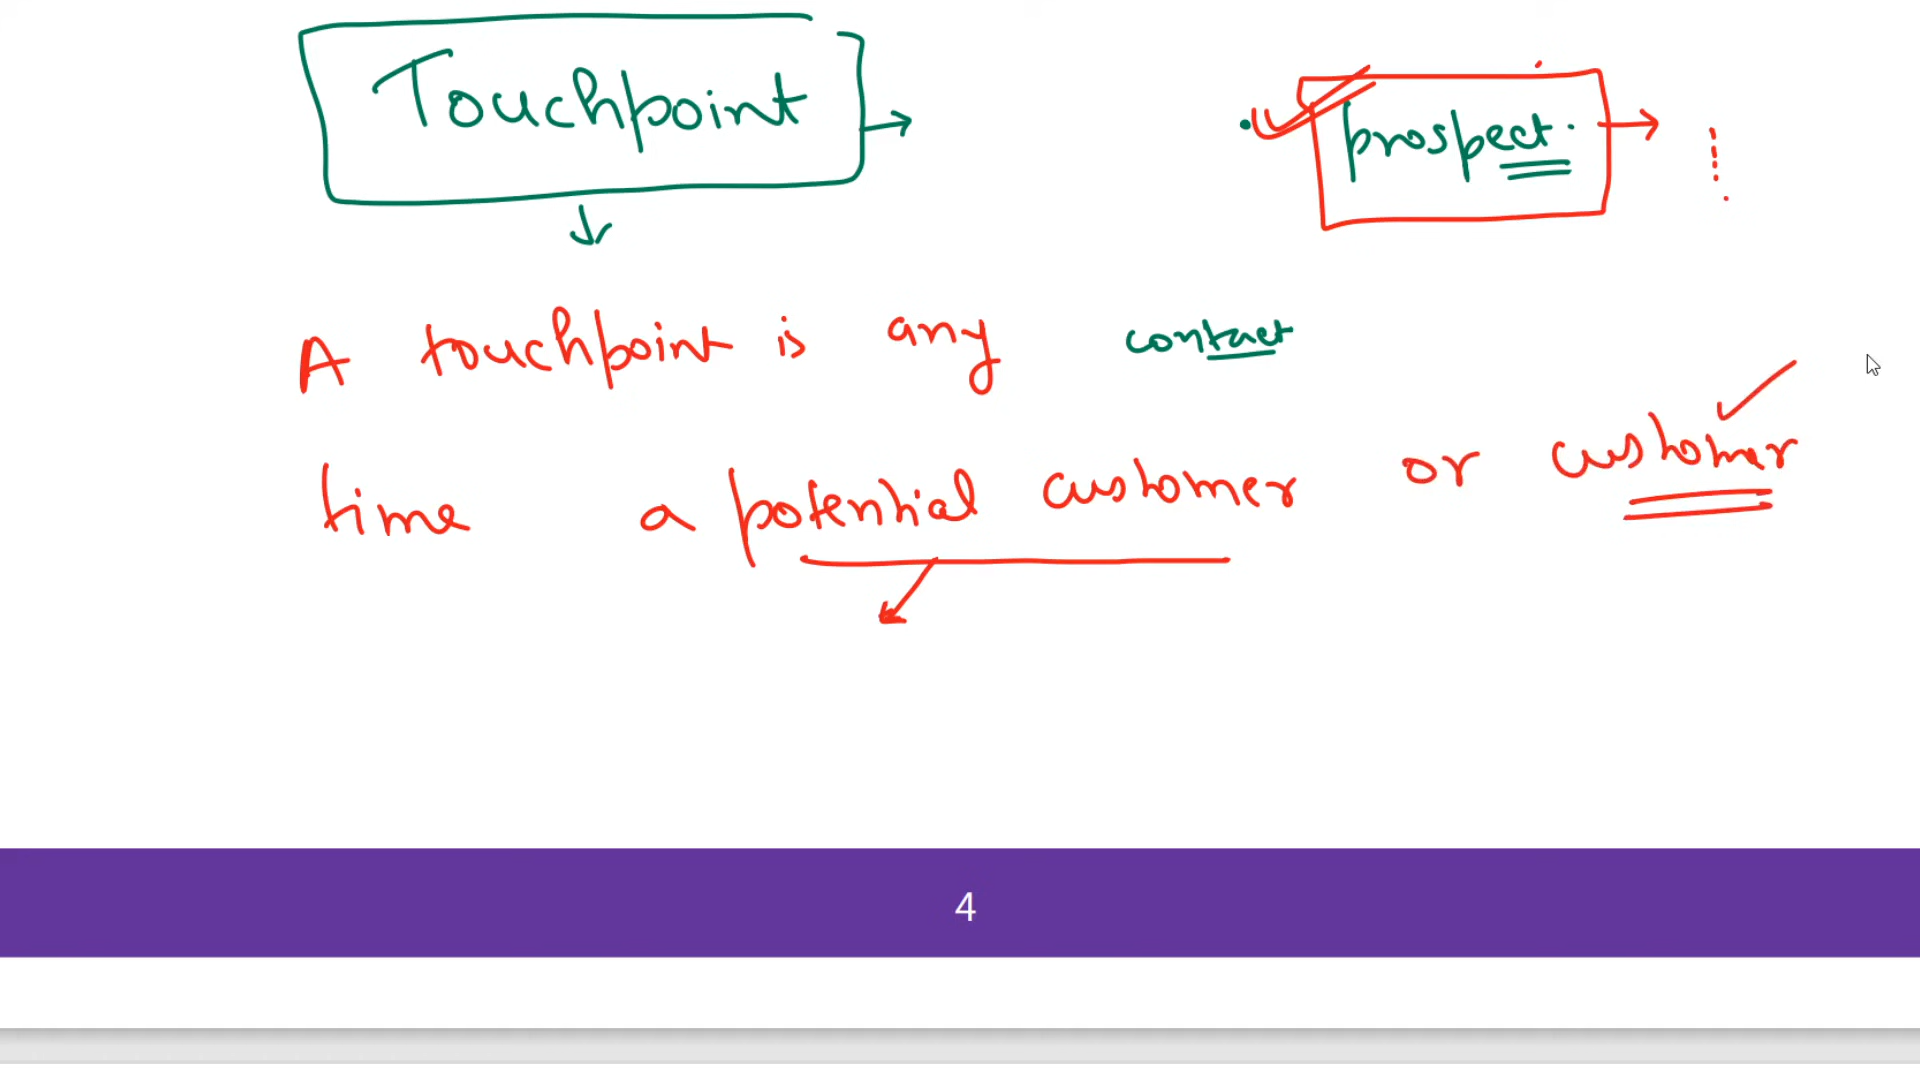 Touchpoint
prospect.
A touchpoint is any contact
time a potential customer or customer
4